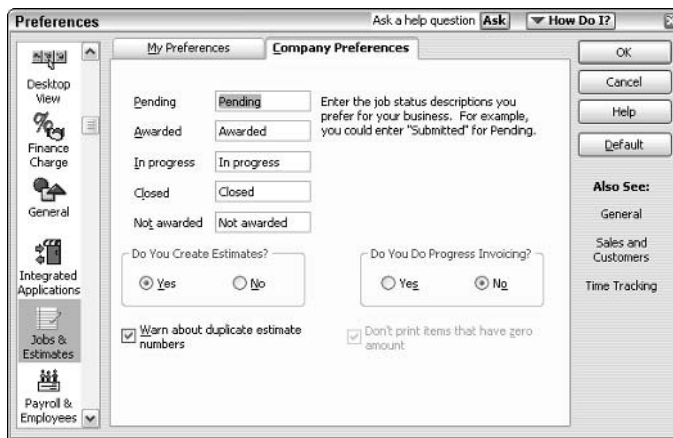 Preferences
Ask a help question Ask
How Do I?
My Preferences
Company Preferences
Desktop
View
Finance
Charge
General
Integrated
Applications
Jobs &
Estimates
Payroll &
Employees
Pending Pending
Awarded Awarded
In progress In progress
Closed Closed
Not awarded Not awarded
Enter the job status descriptions you
prefer for your business. For example,
you could enter "Submitted" for Pending.
Do You Create Estimates?
Yes No
Do You Do Progress Invoicing?
Yes No
Warn about duplicate estimate
numbers
Don't print items that have zero
amount
OK
Cancel
Help
Default
Also See:
General
Sales and
Customers
Time Tracking